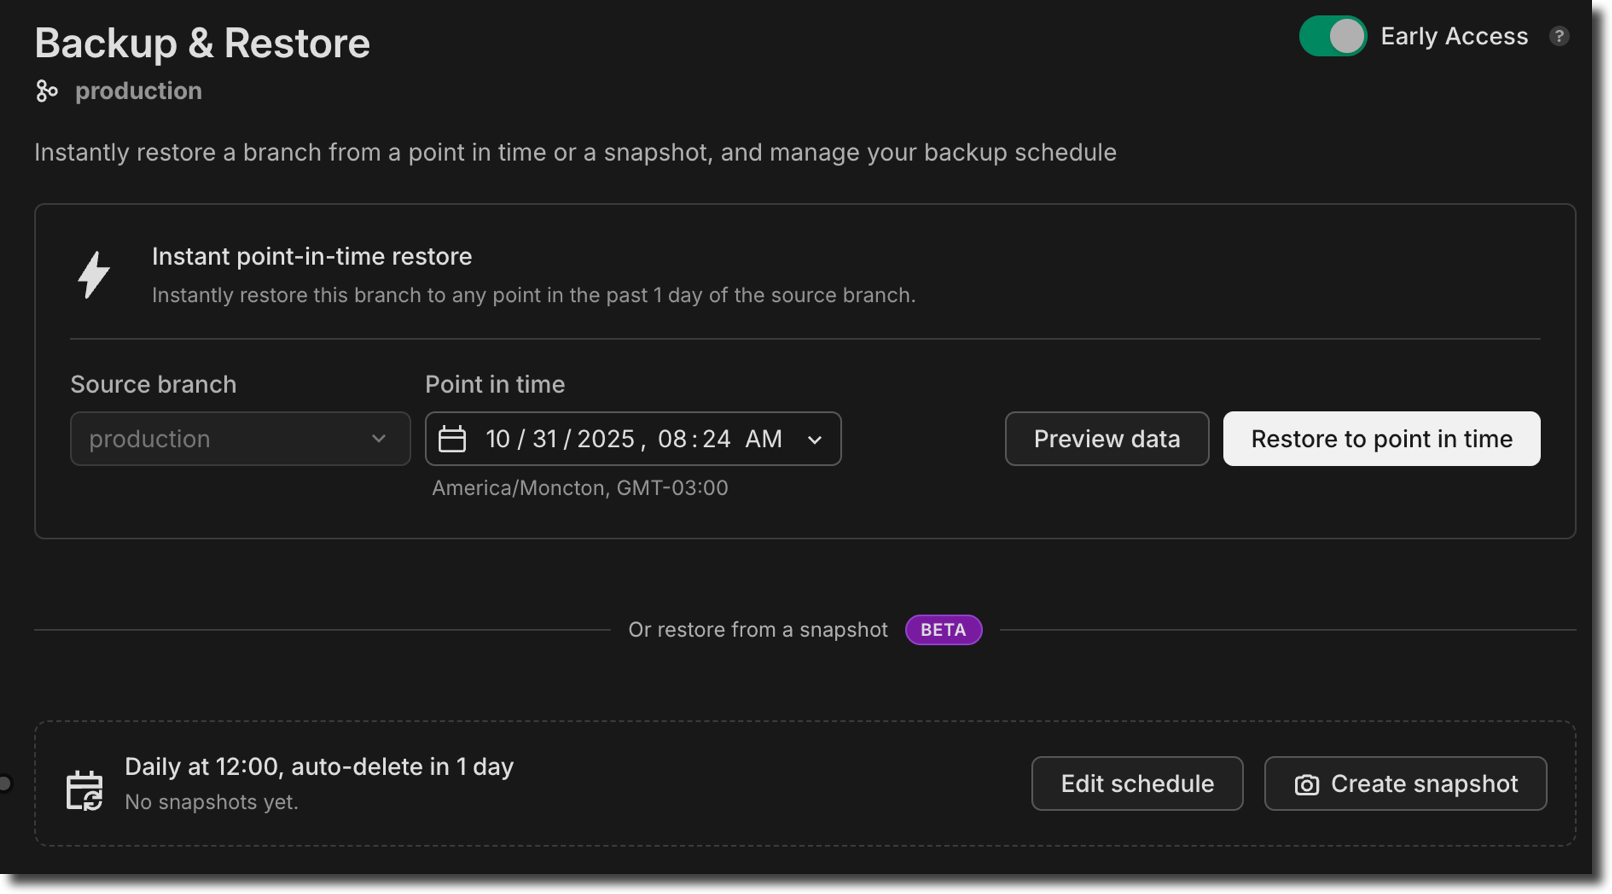 Backup & Restore
Early Access ?
production
Instantly restore a branch from a point in time or a snapshot, and manage your backup schedule
Instant point-in-time restore
Instantly restore this branch to any point in the past 1 day of the source branch.
Source branch
Point in time
production
10 / 31 / 2025 , 08 : 24 AM
Preview data
Restore to point in time
America/Moncton, GMT-03:00
Or restore from a snapshot BETA
Daily at 12:00, auto-delete in 1 day
No snapshots yet.
Edit schedule
Create snapshot